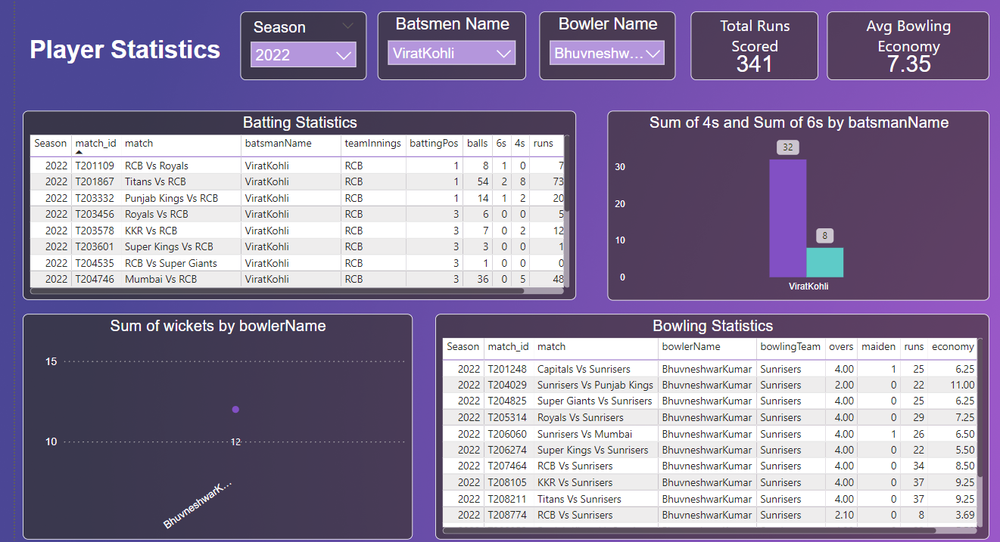 Player Statistics
Season
2022
Batsmen Name
ViratKohli
Bowler Name
Bhuvneshw...
Total Runs
Scored
341
Avg Bowling
Economy
7.35
Batting Statistics
Season match_id match batsmanName teamInnings battingPos balls 6s 4s runs
2022 T201109 RCB Vs Royals ViratKohli RCB 1 8 1 0 7
2022 T201867 Titans Vs RCB ViratKohli RCB 1 54 2 8 73
2022 T203332 Punjab Kings Vs RCB ViratKohli RCB 1 14 1 2 20
2022 T203456 Royals Vs RCB ViratKohli RCB 3 6 0 0 5
2022 T203578 KKR Vs RCB ViratKohli RCB 3 7 0 2 12
2022 T203601 Super Kings Vs RCB ViratKohli RCB 3 3 0 0 1
2022 T204535 RCB Vs Super Giants ViratKohli RCB 3 1 0 0 0
2022 T204746 Mumbai Vs RCB ViratKohli RCB 3 36 0 5 48
Sum of 4s and Sum of 6s by batsmanName
32
30
20
10
8
0
ViratKohli
Sum of wickets by bowlerName
15
10
12
BhuvneshwarK...
Bowling Statistics
Season match_id match bowlerName bowlingTeam overs maiden runs economy
2022 T201248 Capitals Vs Sunrisers BhuvneshwarKumar Sunrisers 4.00 1 25 6.25
2022 T204029 Sunrisers Vs Punjab Kings BhuvneshwarKumar Sunrisers 2.00 0 22 11.00
2022 T204825 Super Giants Vs Sunrisers BhuvneshwarKumar Sunrisers 4.00 0 25 6.25
2022 T205314 Royals Vs Sunrisers BhuvneshwarKumar Sunrisers 4.00 0 29 7.25
2022 T206060 Sunrisers Vs Mumbai BhuvneshwarKumar Sunrisers 4.00 1 26 6.50
2022 T206274 Super Kings Vs Sunrisers BhuvneshwarKumar Sunrisers 4.00 0 22 5.50
2022 T207464 RCB Vs Sunrisers BhuvneshwarKumar Sunrisers 4.00 0 34 8.50
2022 T208105 KKR Vs Sunrisers BhuvneshwarKumar Sunrisers 4.00 0 37 9.25
2022 T208211 Titans Vs Sunrisers BhuvneshwarKumar Sunrisers 4.00 0 37 9.25
2022 T208774 RCB Vs Sunrisers BhuvneshwarKumar Sunrisers 2.10 0 8 3.69